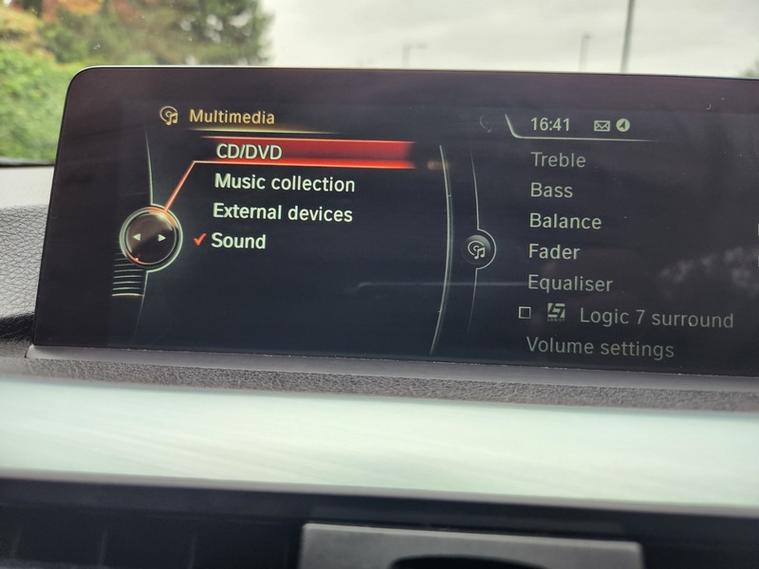 Multimedia
CD/DVD
Music collection
External devices
Sound
16:41
Treble
Bass
Balance
Fader
Equaliser
Logic 7 surround
Volume settings